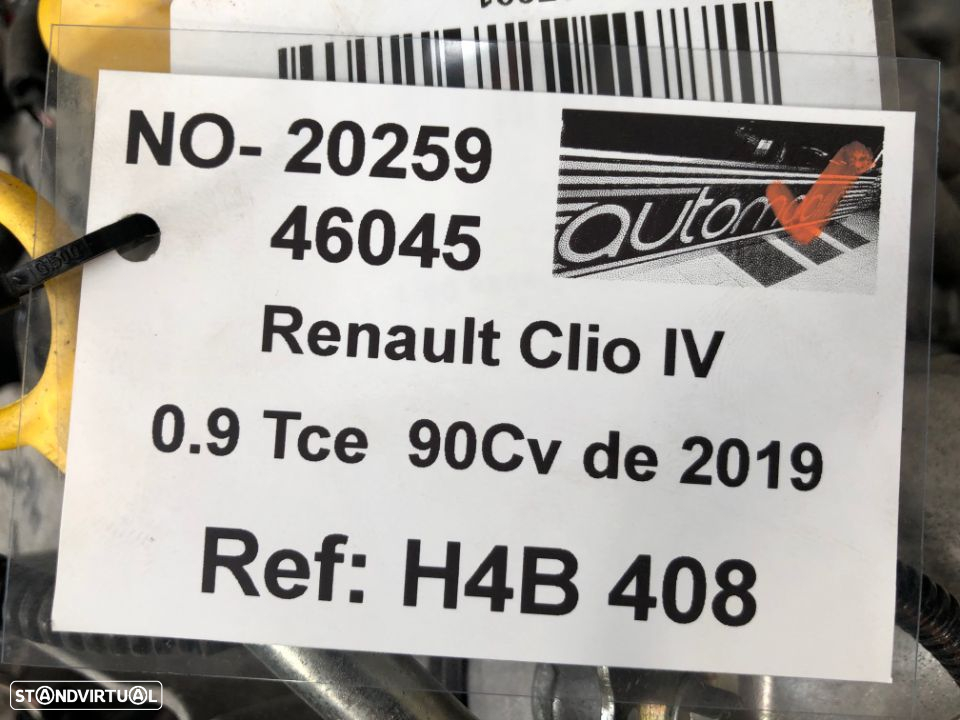 NO- 20259
46045
Renault Clio IV
0.9 Tce 90Cv de 2019
Ref: H4B 408
STANDVIRTUAL